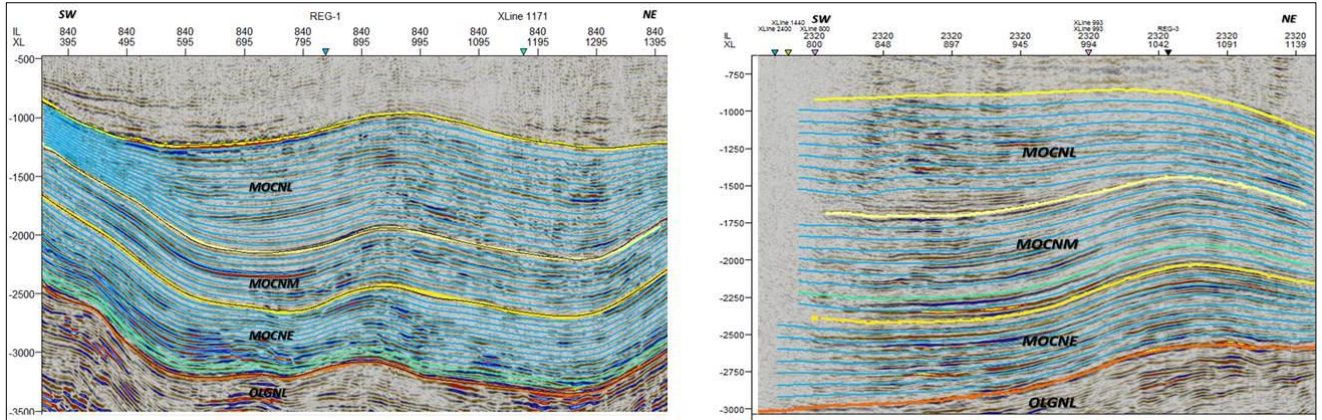 SW REG-1 XLine 1171 NE
IL 840 840 840 840 840 840 840 840 840 840 840
XL 395 495 595 695 795 895 995 1095 1195 1295 1395
-500
-1000
-1500
-2000
-2500
-3000
-3500
MOCNL
MOCNM
MOCNE
OLGNL
XLine 1440 SW XLine 993 NE
XLine 2400 XLine 800 XLine 993 REG-3
IL 2320 2320 2320 2320 2320 2320 2320 2320
XL 800 848 897 945 994 1042 1091 1139
-750
-1000
-1250
-1500
-1750
-2000
-2250
-2500
-2750
-3000
MOCNL
MOCNM
MOCNE
OLGNL